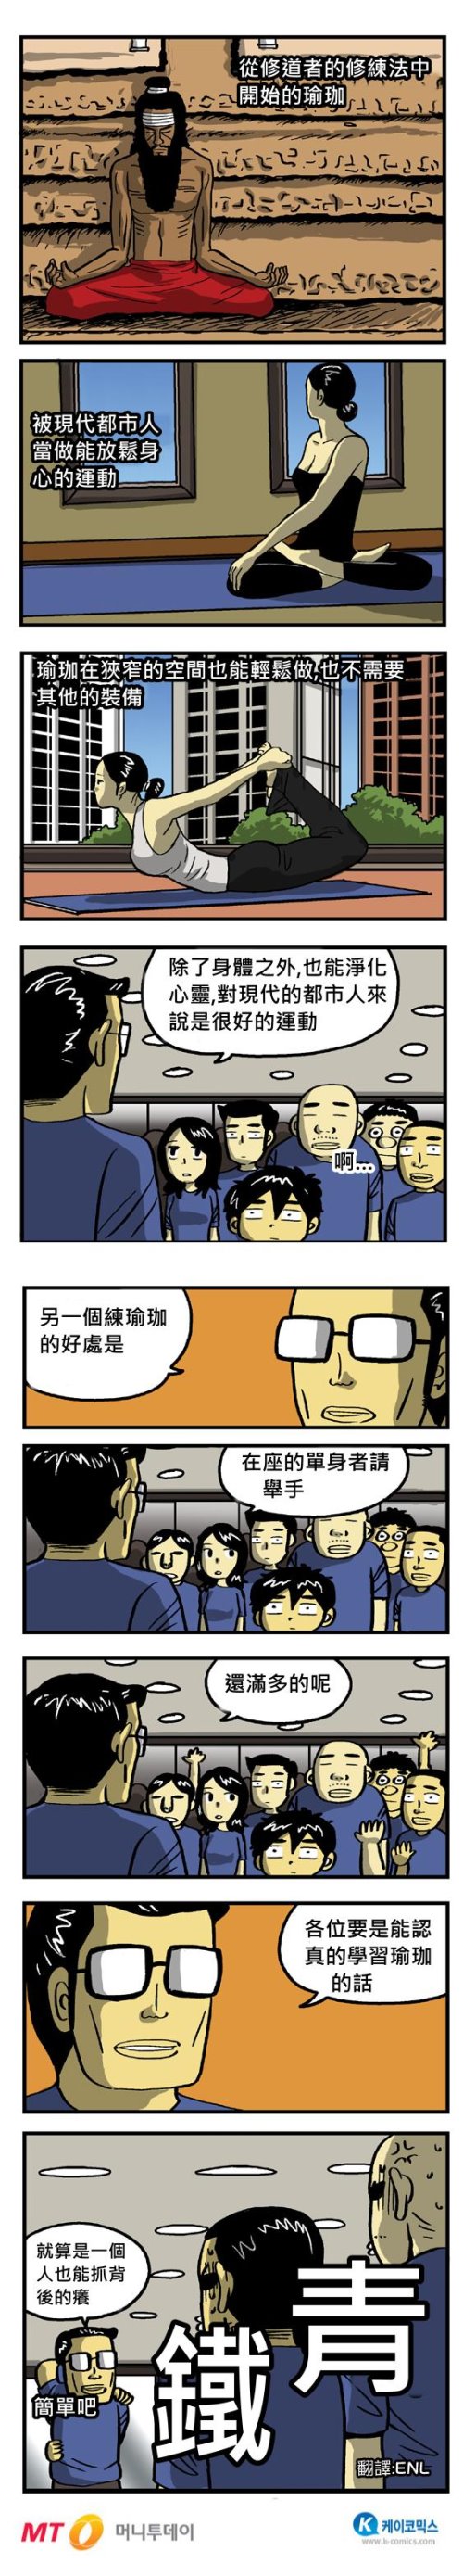 從修道者的修練法中
開始的瑜珈
被現代都市人
當做能放鬆身
心的運動
瑜珈在狹窄的空間也能輕鬆做,也不需要
其他的裝備
除了身體之外,也能淨化
心靈,對現代的都市人來
說是很好的運動
啊...
另一個練瑜珈
的好處是
在座的單身者請
舉手
還滿多的呢
各位要是能認
真的學習瑜珈
的話
就算是一個
人也能抓背
後的癢
簡單吧
鐵青
翻譯:ENL
MT 머니투데이
K 케이코믹스
www.k-comics.com